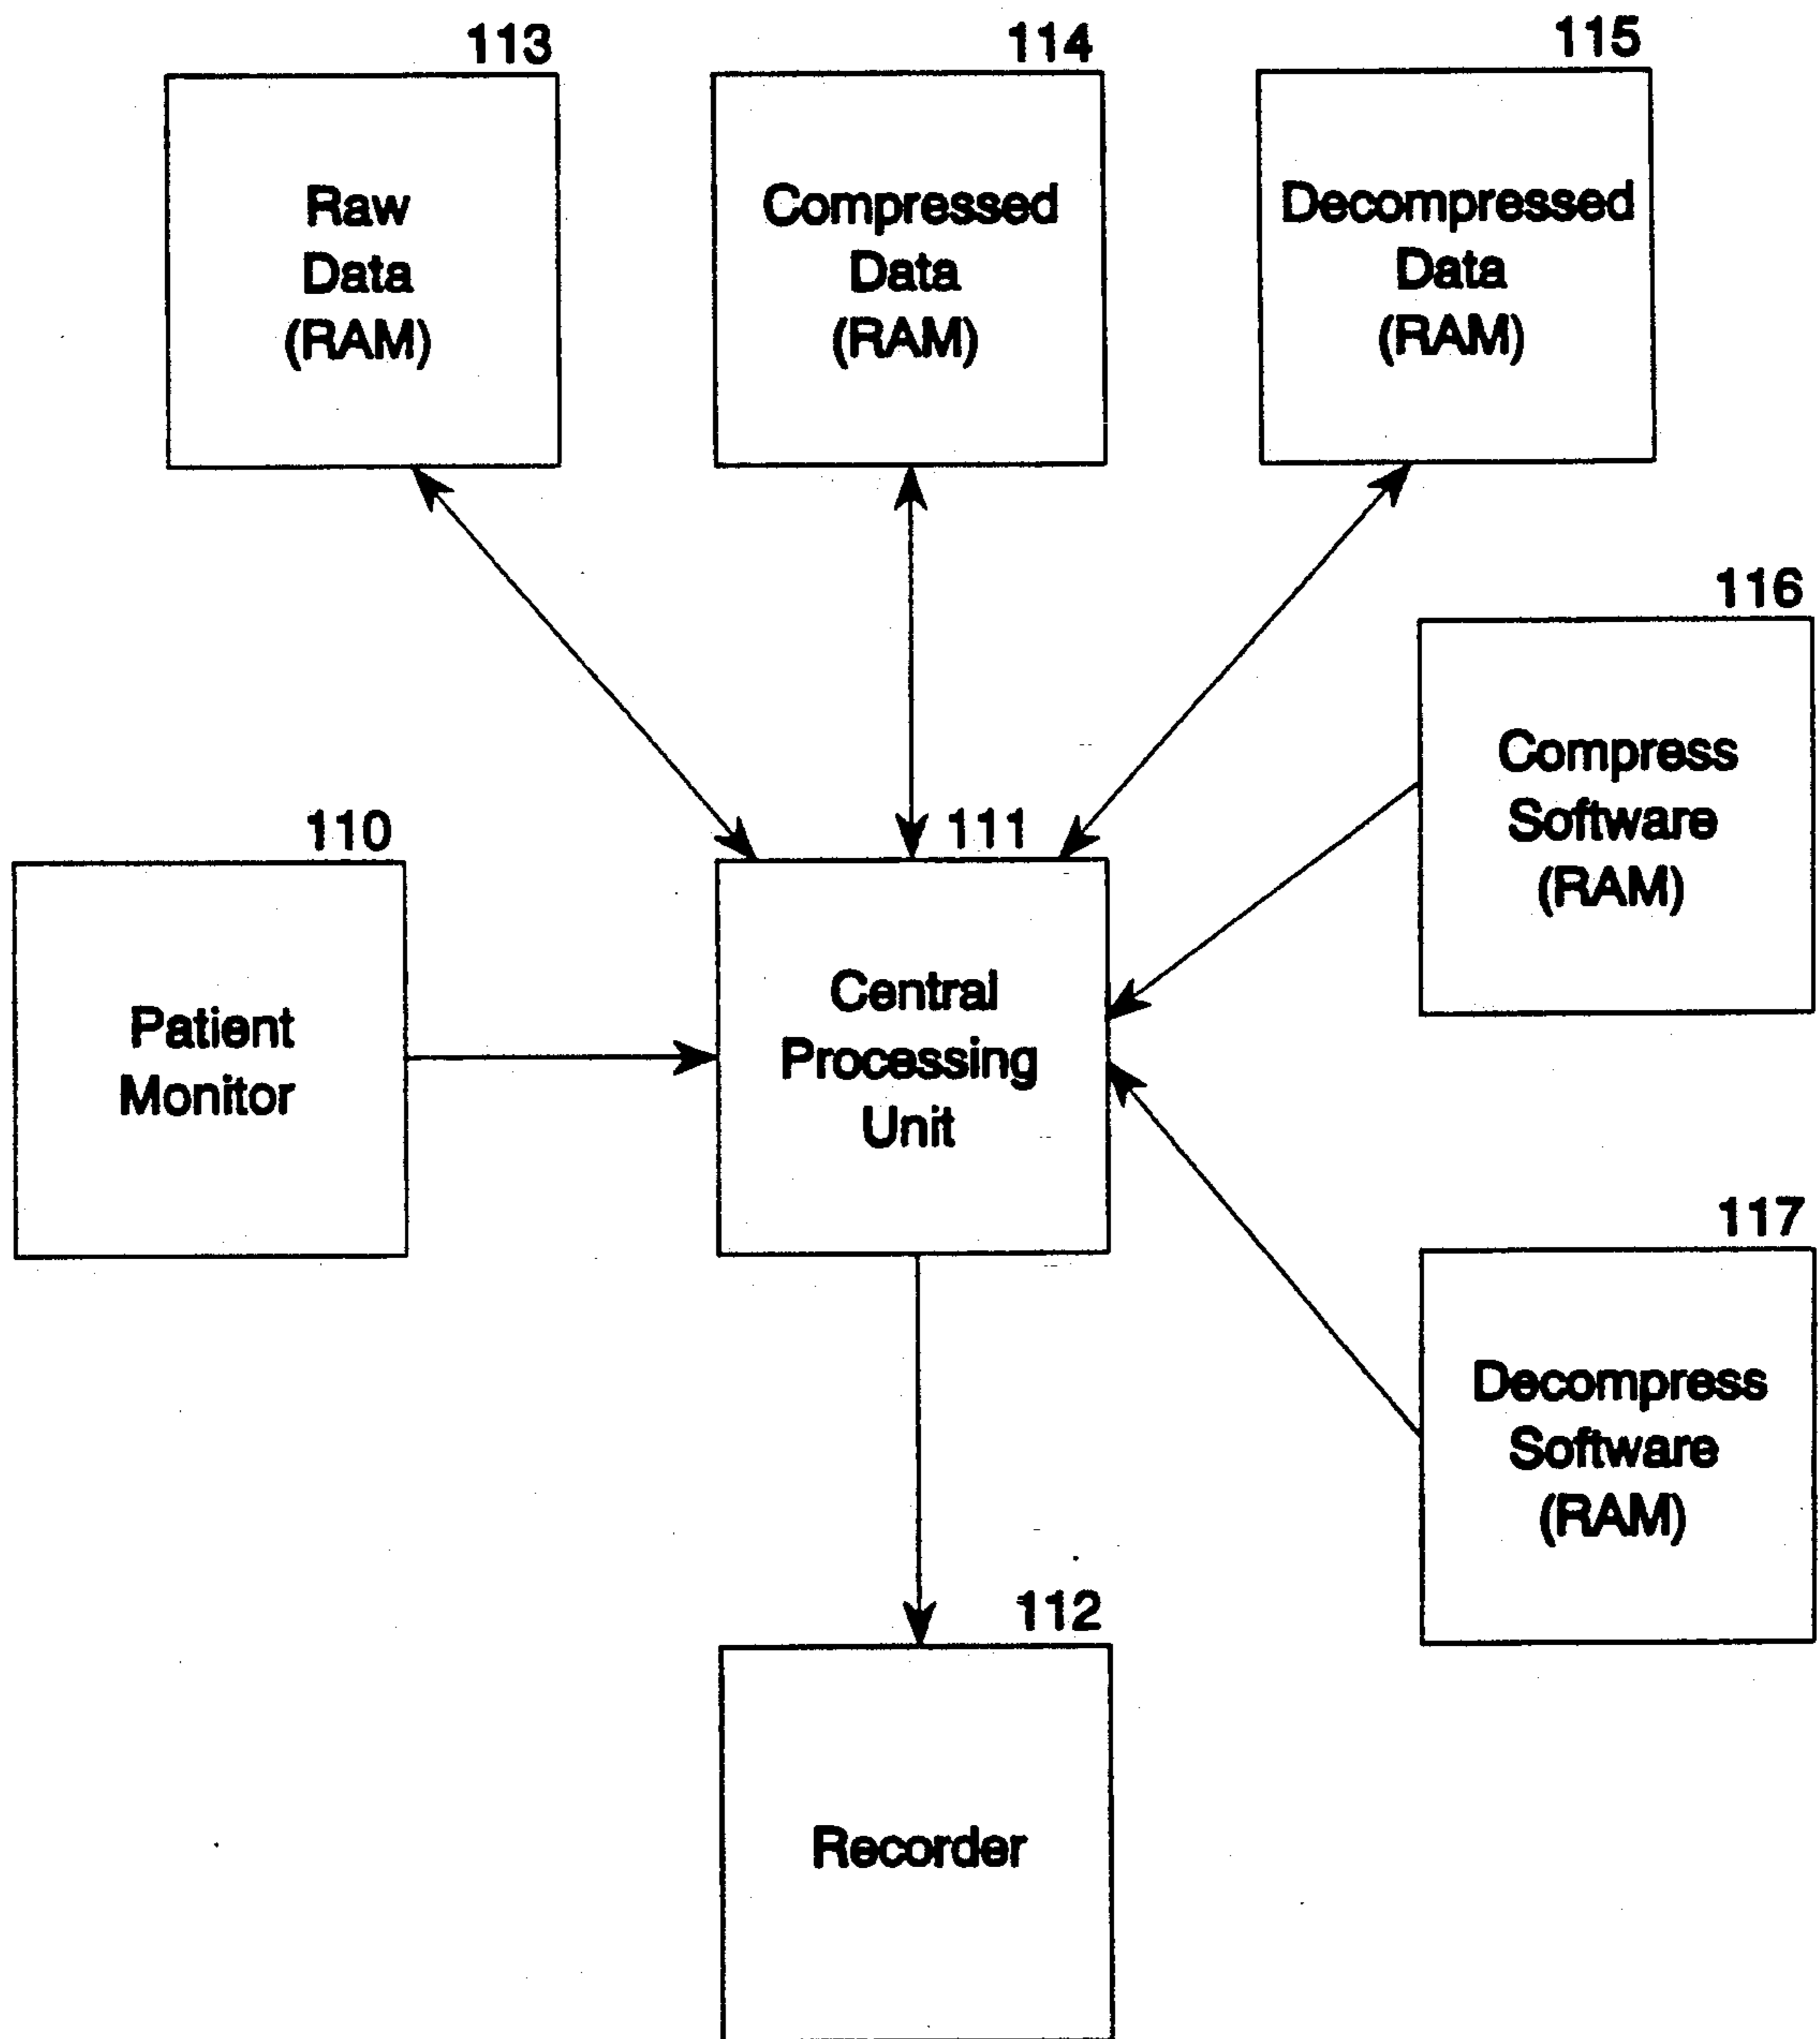 113
Raw
Data
(RAM)
114
Compressed
Data
(RAM)
115
Decompressed
Data
(RAM)
116
Compress
Software
(RAM)
110
Patient
Monitor
111
Central
Processing
Unit
117
Decompress
Software
(RAM)
112
Recorder